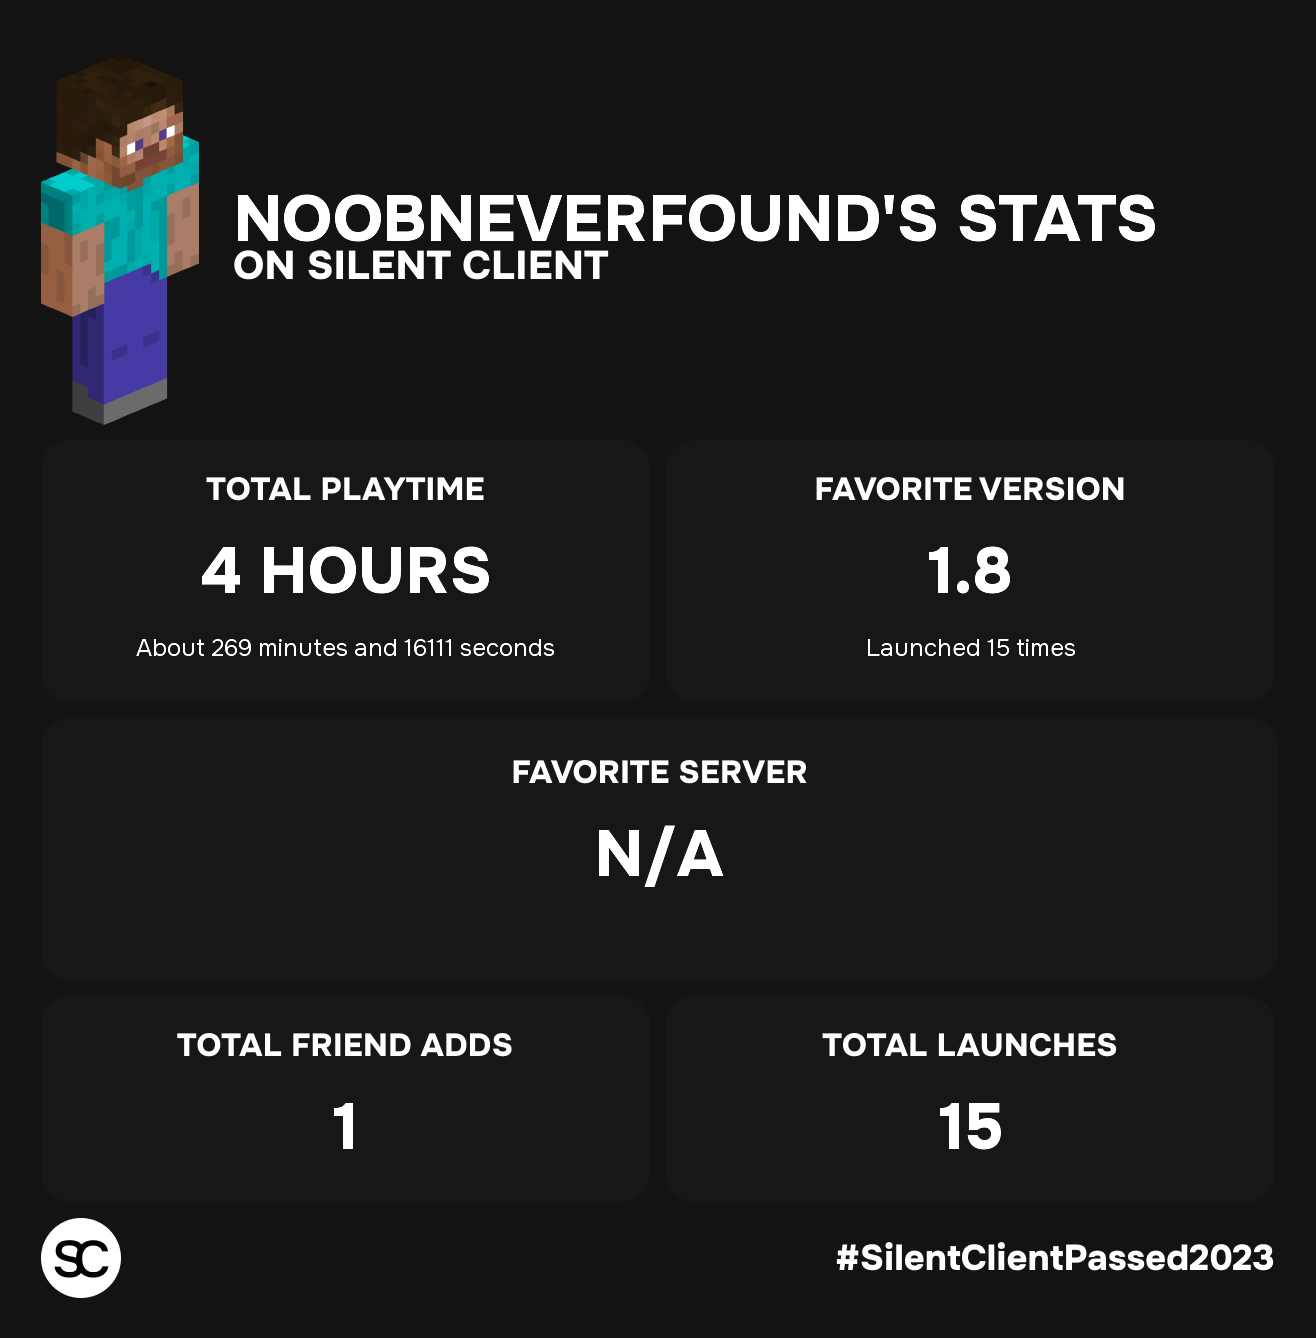 NOOBNEVERFOUND'S STATS
ON SILENT CLIENT
TOTAL PLAYTIME
4 HOURS
About 269 minutes and 16111 seconds
FAVORITE VERSION
1.8
Launched 15 times
FAVORITE SERVER
N/A
TOTAL FRIEND ADDS
1
TOTAL LAUNCHES
15
SC
#SilentClientPassed2023